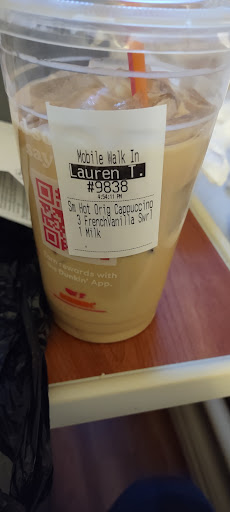 Mobile Walk In
Lauren T.
#9838
4:54:11 PM
Sm Hot Orig Cappuccino
3 FrenchVanilla Swrl
1 Milk
rewards with
Dunkin' App.